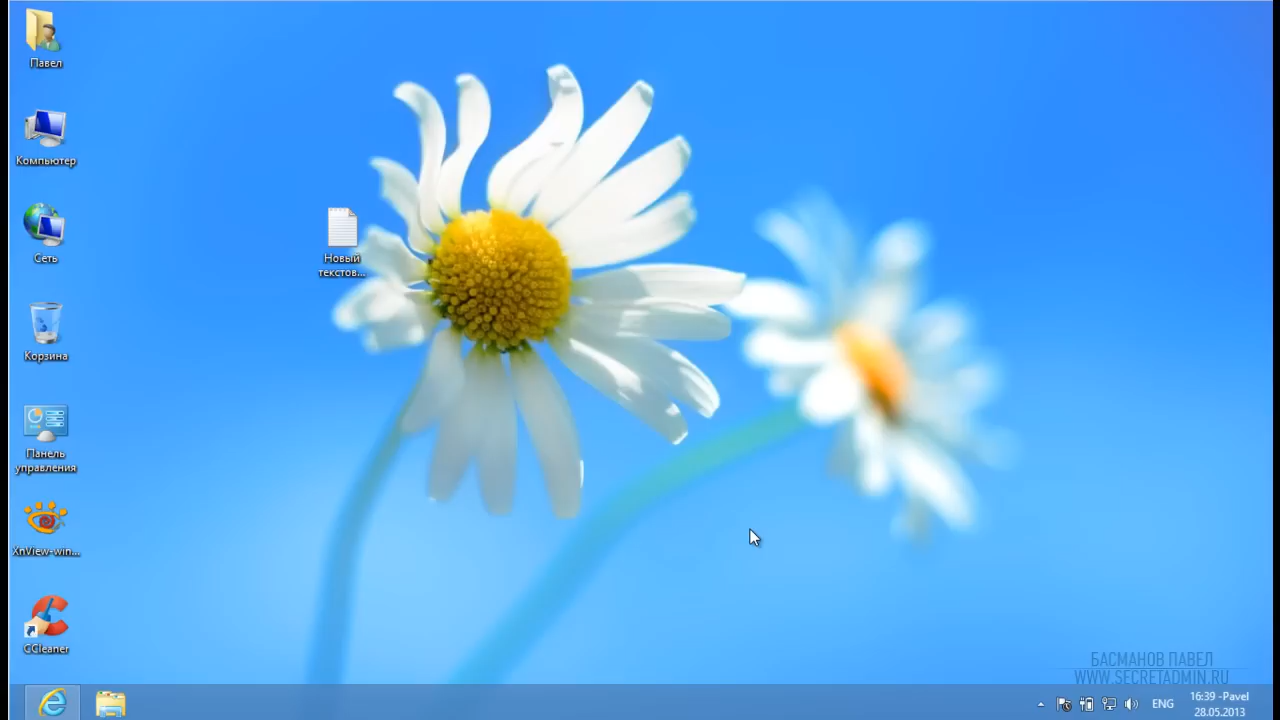 Павел
Компьютер
Сеть
Корзина
Панель
управления
XnView-win...
CCleaner
Новый
текстов...
БАСМАНОВ ПАВЕЛ
WWW.SECRETADMIN.RU
ENG
16:39 -Pavel
28.05.2013